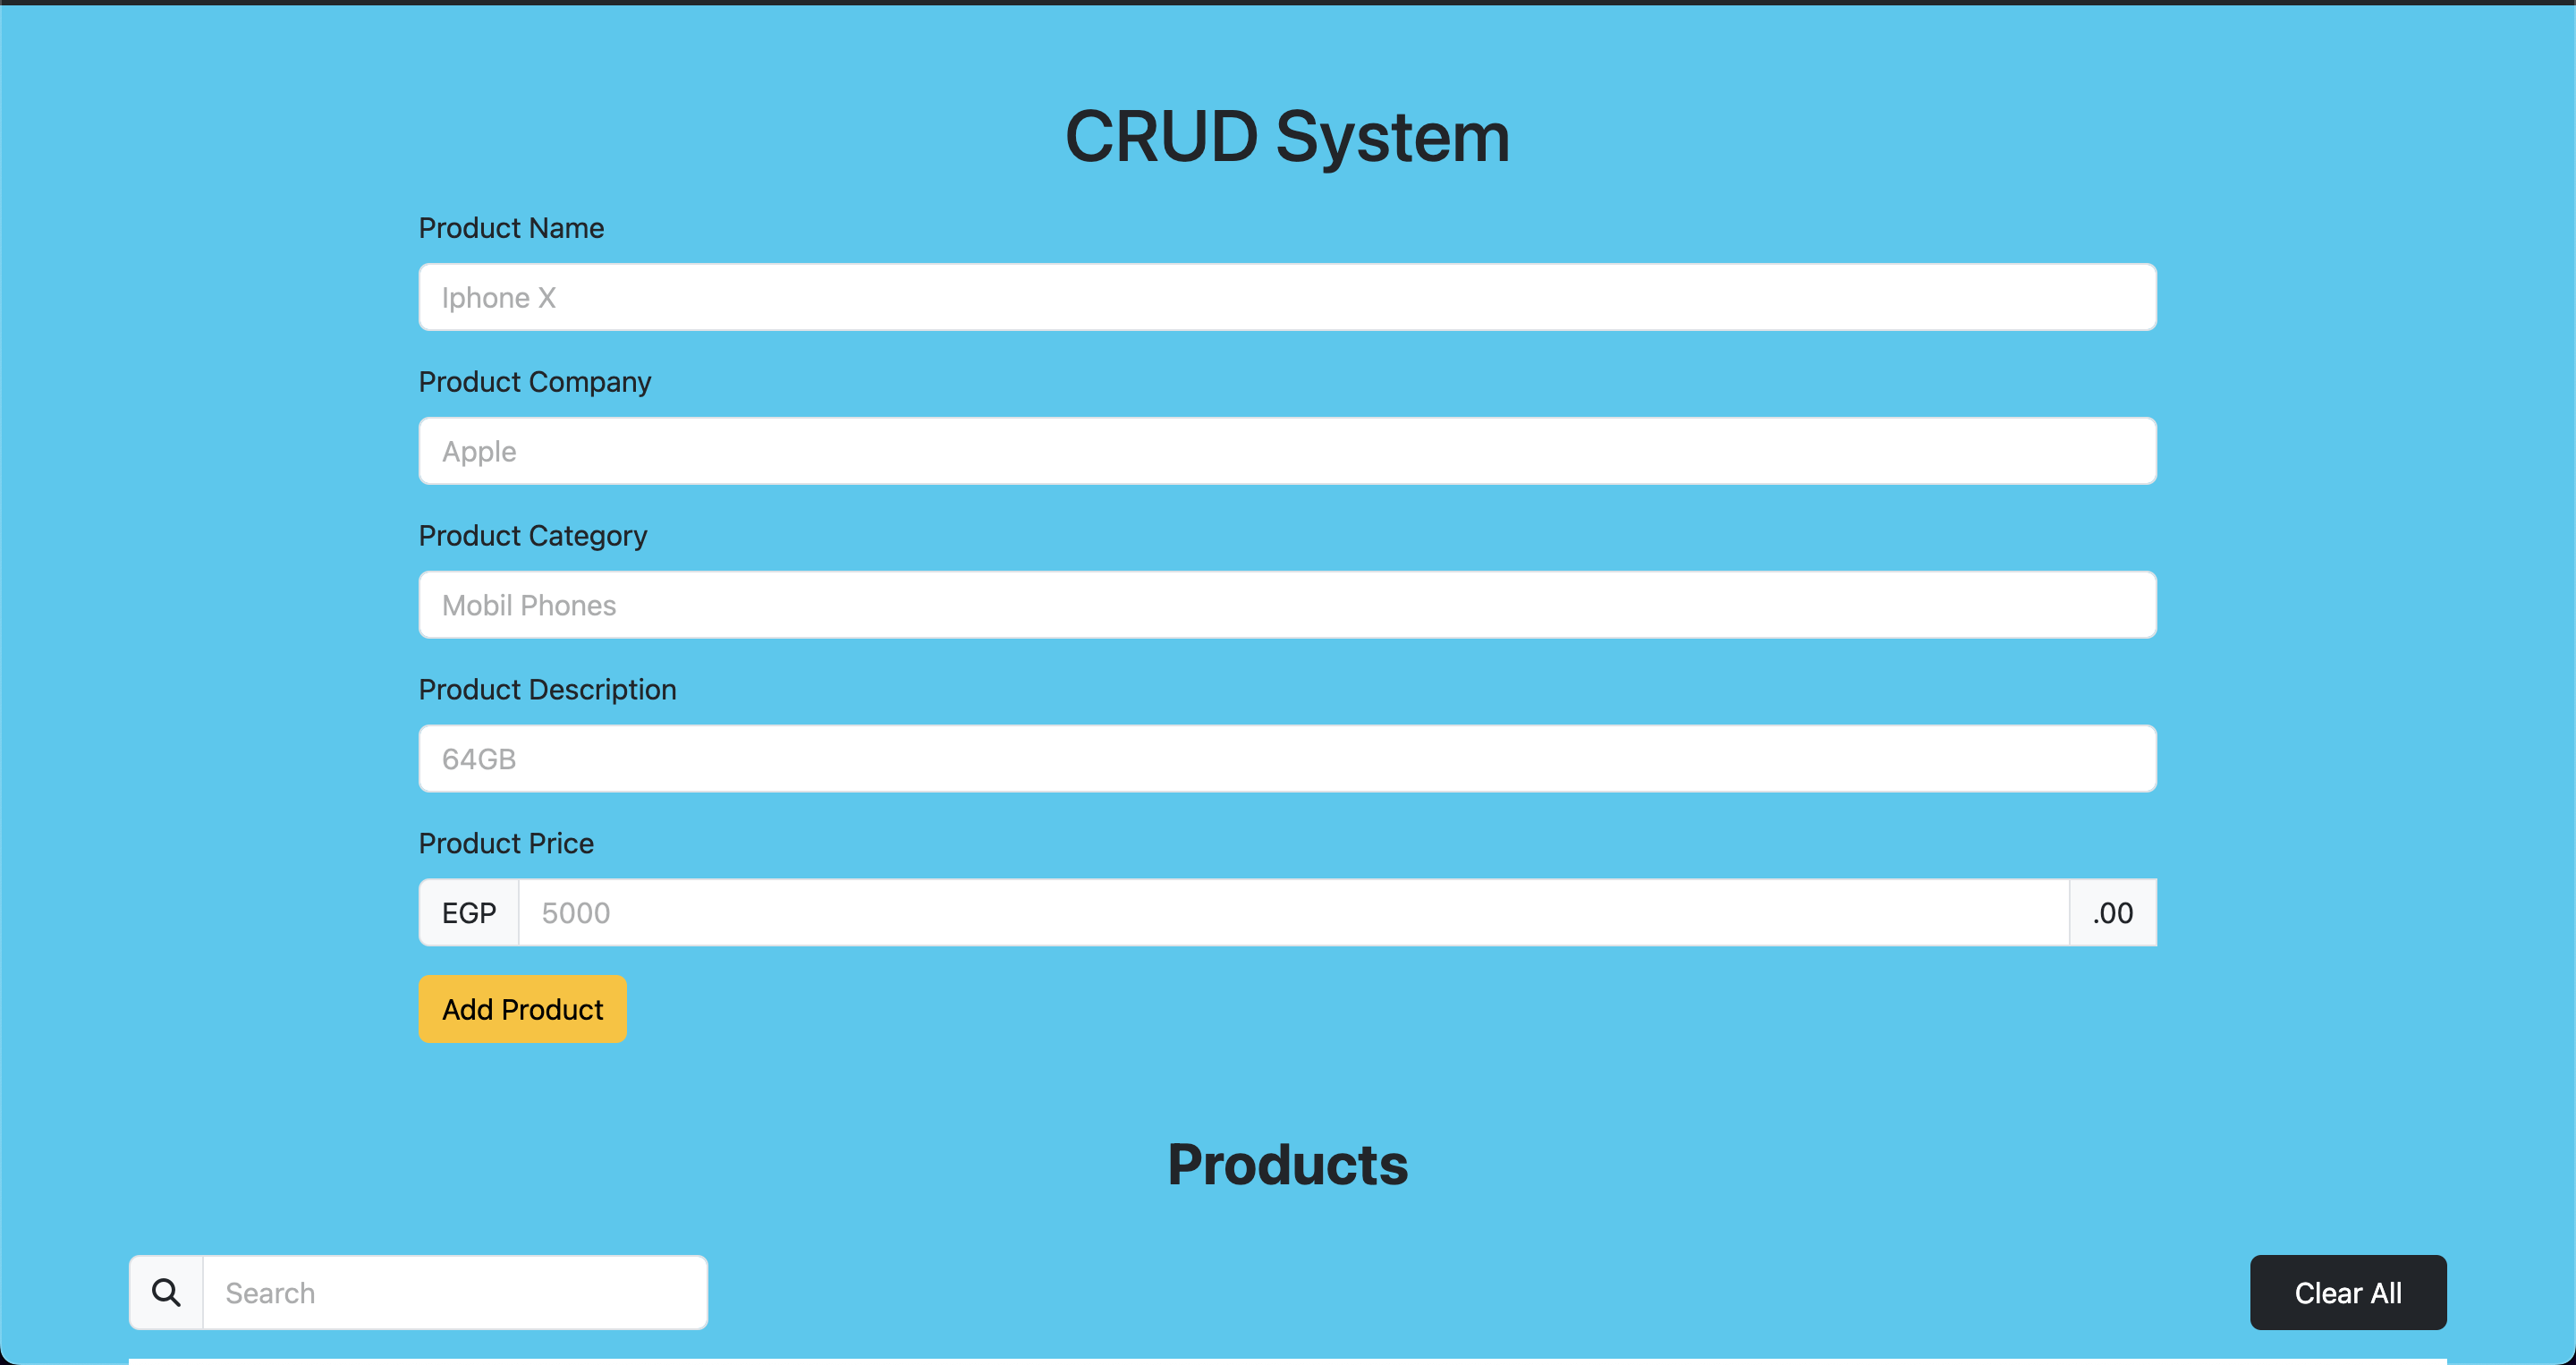 CRUD System
Product Name
Iphone X
Product Company
Apple
Product Category
Mobil Phones
Product Description
64GB
Product Price
EGP 5000 .00
Add Product
Products
Search Clear All